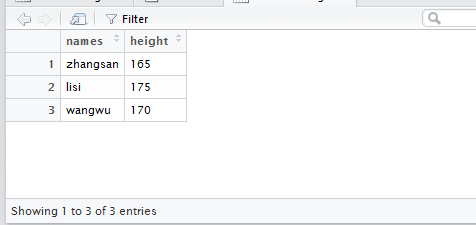 Filter
names height
1 zhangsan 165
2 lisi 175
3 wangwu 170
Showing 1 to 3 of 3 entries